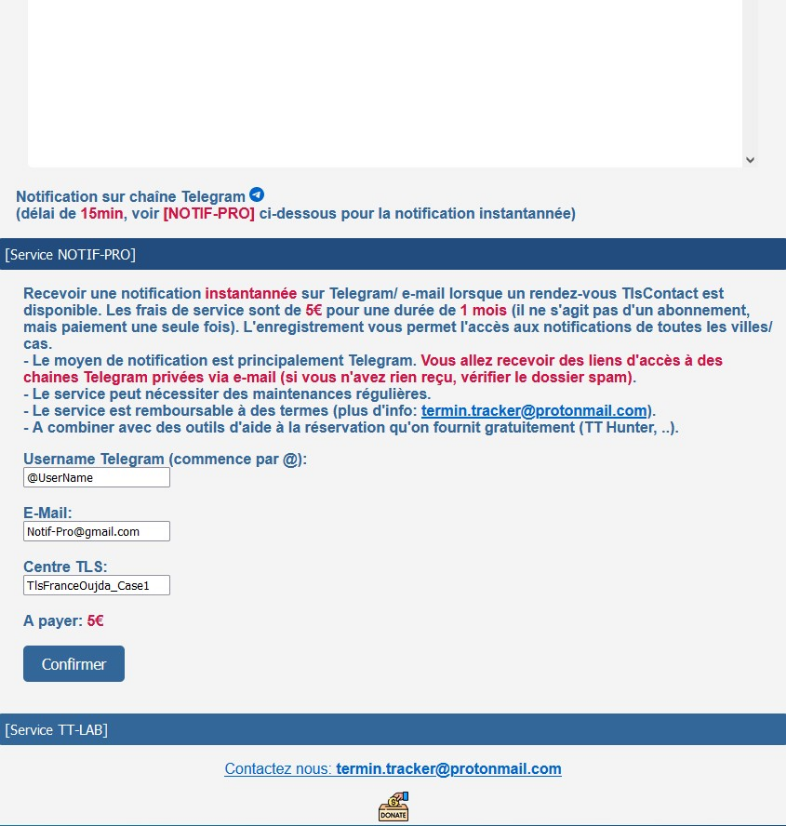 Notification sur chaîne Telegram
(délai de 15min, voir [NOTIF-PRO] ci-dessous pour la notification instantannée)
[Service NOTIF-PRO]
Recevoir une notification instantannée sur Telegram/ e-mail lorsque un rendez-vous TlsContact est
disponible. Les frais de service sont de 5€ pour une durée de 1 mois (il ne s'agit pas d'un abonnement,
mais paiement une seule fois). L'enregistrement vous permet l'accès aux notifications de toutes les villes/
cas.
- Le moyen de notification est principalement Telegram. Vous allez recevoir des liens d'accès à des
chaines Telegram privées via e-mail (si vous n'avez rien reçu, vérifier le dossier spam).
- Le service peut nécessiter des maintenances régulières.
- Le service est remboursable à des termes (plus d'info: termin.tracker@protonmail.com).
- A combiner avec des outils d'aide à la réservation qu'on fournit gratuitement (TT Hunter, ..).
Username Telegram (commence par @):
@UserName
E-Mail:
Notif-Pro@gmail.com
Centre TLS:
TlsFranceOujda_Case1
A payer: 5€
Confirmer
[Service TT-LAB]
Contactez nous: termin.tracker@protonmail.com
DONATE